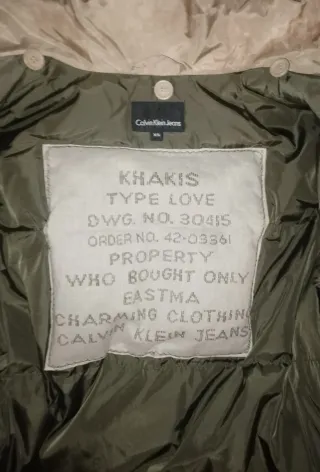 Calvin Klein Jeans
KHAKIS
TYPE LOVE
DWG. NO. 30415
ORDER NO. 42-03361
PROPERTY
WHO BOUGHT ONLY
EASTMA
CHARMING CLOTHING
CALVIN KLEIN JEANS